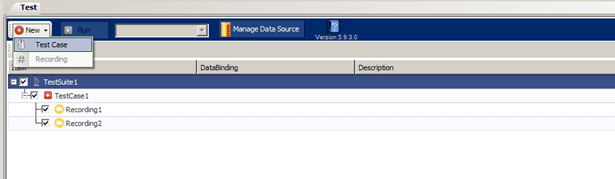 Test
New
Run
Manage Data Source
Version:5.9.3.0
Test Case
Recording
Item
DataBinding
Description
TestSuite1
TestCase1
Recording1
Recording2